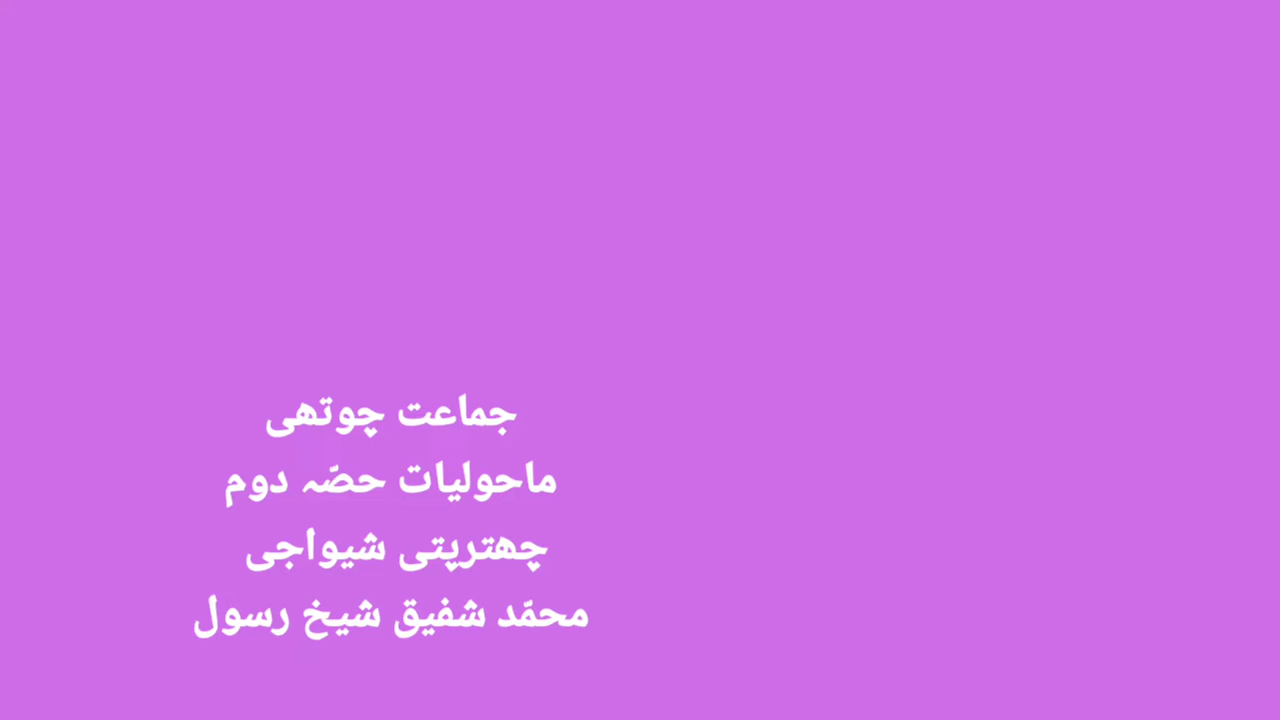 جماعت چوتھی
ماحولیات حصّہ دوم
چھترپتی شیواجی
محمّد شفیق شیخ رسول